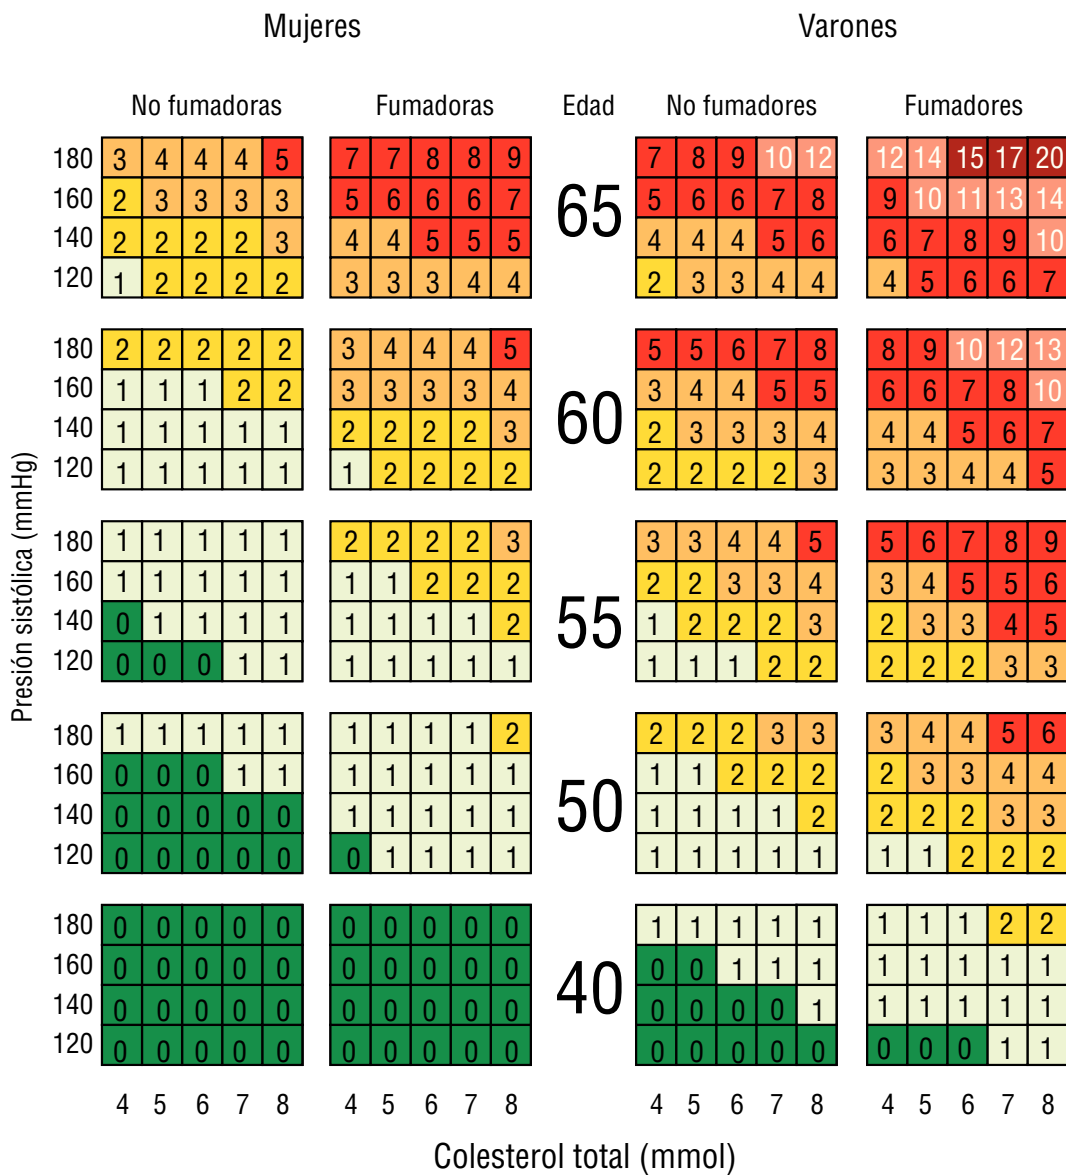 Mujeres Varones
No fumadoras Fumadoras Edad No fumadores Fumadores
180 3 4 4 4 5 7 7 8 8 9 7 8 9 10 12 12 14 15 17 20
160 2 3 3 3 3 5 6 6 6 7 5 6 6 7 8 9 10 11 13 14
65
140 2 2 2 2 3 4 4 5 5 5 4 4 4 5 6 6 7 8 9 10
120 1 2 2 2 2 3 3 3 4 4 2 3 3 4 4 4 5 6 6 7
180 2 2 2 2 2 3 4 4 4 5 5 5 6 7 8 8 9 10 12 13
160 1 1 1 2 2 3 3 3 3 4 3 4 4 5 5 6 6 7 8 10
60
140 1 1 1 1 1 2 2 2 2 3 2 3 3 3 4 4 4 5 6 7
120 1 1 1 1 1 1 2 2 2 2 2 2 2 2 3 3 3 4 4 5
180 1 1 1 1 1 2 2 2 2 3 3 3 4 4 5 5 6 7 8 9
160 1 1 1 1 1 1 1 2 2 2 2 2 3 3 4 3 4 5 5 6
55
140 0 1 1 1 1 1 1 1 1 2 1 2 2 2 3 2 3 3 4 5
120 0 0 0 1 1 1 1 1 1 1 1 1 1 2 2 2 2 2 3 3
180 1 1 1 1 1 1 1 1 1 2 2 2 2 3 3 3 4 4 5 6
160 0 0 0 1 1 1 1 1 1 1 1 1 2 2 2 2 3 3 4 4
50
140 0 0 0 0 0 1 1 1 1 1 1 1 1 1 2 2 2 2 3 3
120 0 0 0 0 0 0 1 1 1 1 1 1 1 1 1 1 1 2 2 2
180 0 0 0 0 0 0 0 0 0 0 1 1 1 1 1 1 1 1 2 2
160 0 0 0 0 0 0 0 0 0 0 0 0 1 1 1 1 1 1 1 1
40
140 0 0 0 0 0 0 0 0 0 0 0 0 0 0 1 1 1 1 1 1
120 0 0 0 0 0 0 0 0 0 0 0 0 0 0 0 0 0 0 1 1
4 5 6 7 8 4 5 6 7 8 4 5 6 7 8 4 5 6 7 8
Presión sistólica (mmHg)
Colesterol total (mmol)